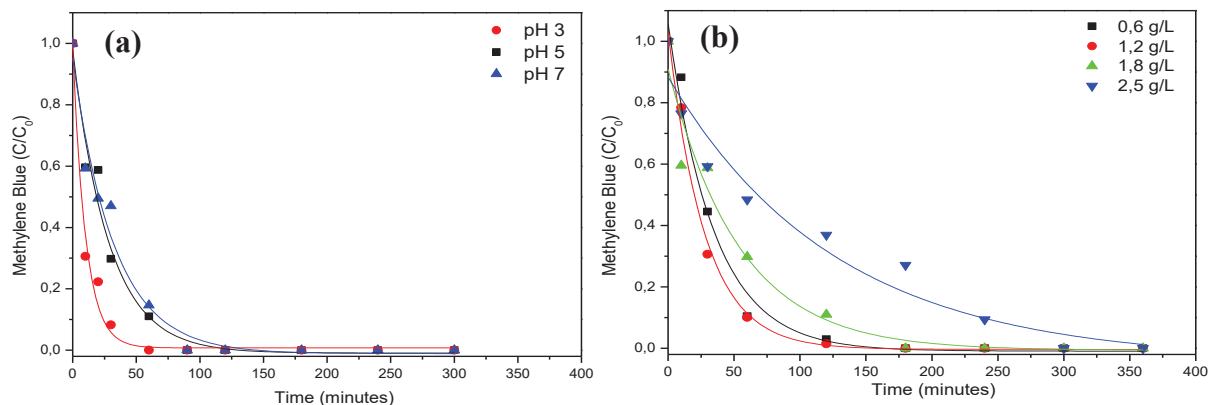 (a)
pH 3
pH 5
pH 7
1,0
0,8
0,6
0,4
0,2
0,0
Methylene Blue (C/C₀)
0 50 100 150 200 250 300 350 400
Time (minutes)
(b)
0,6 g/L
1,2 g/L
1,8 g/L
2,5 g/L
1,0
0,8
0,6
0,4
0,2
0,0
Methylene Blue (C/C₀)
0 50 100 150 200 250 300 350 400
Time (minutes)